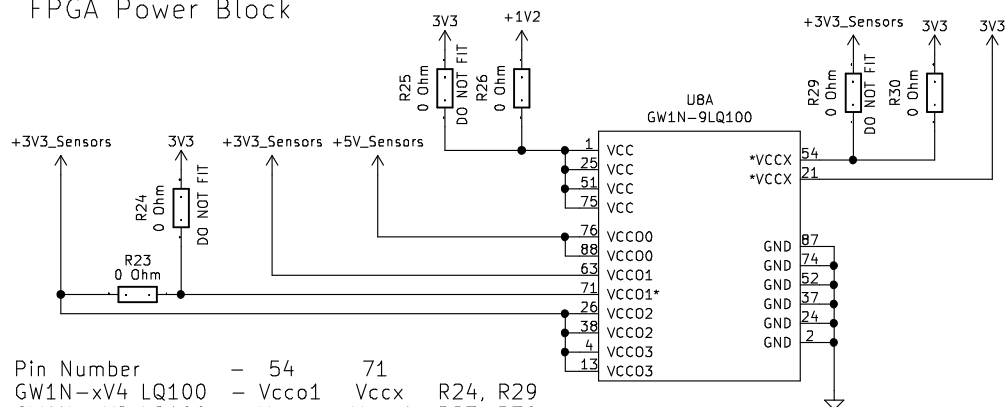 FPGA Power Block
3V3
+1V2
+3V3_Sensors
3V3
3V3
R25
0 Ohm
DO NOT FIT
R26
0 Ohm
R29
0 Ohm
DO NOT FIT
R30
0 Ohm
U8A
GW1N-9LQ100
+3V3_Sensors
3V3
+3V3_Sensors
+5V_Sensors
R24
0 Ohm
DO NOT FIT
R23
0 Ohm
1 VCC
25 VCC
51 VCC
75 VCC
76 VCCO0
88 VCCO0
63 VCCO1
71 VCCO1*
26 VCCO2
38 VCCO2
4 VCCO3
13 VCCO3
*VCCX 54
*VCCX 21
GND 87
GND 74
GND 52
GND 37
GND 24
GND 2
Pin Number - 54 71
GW1N-xV4 LQ100 - Vcco1 Vccx R24, R29